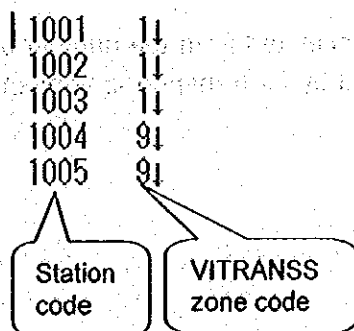 1001 1↓
1002 1↓
1003 1↓
1004 9↓
1005 9↓
Station
code
VITRANSS
zone code